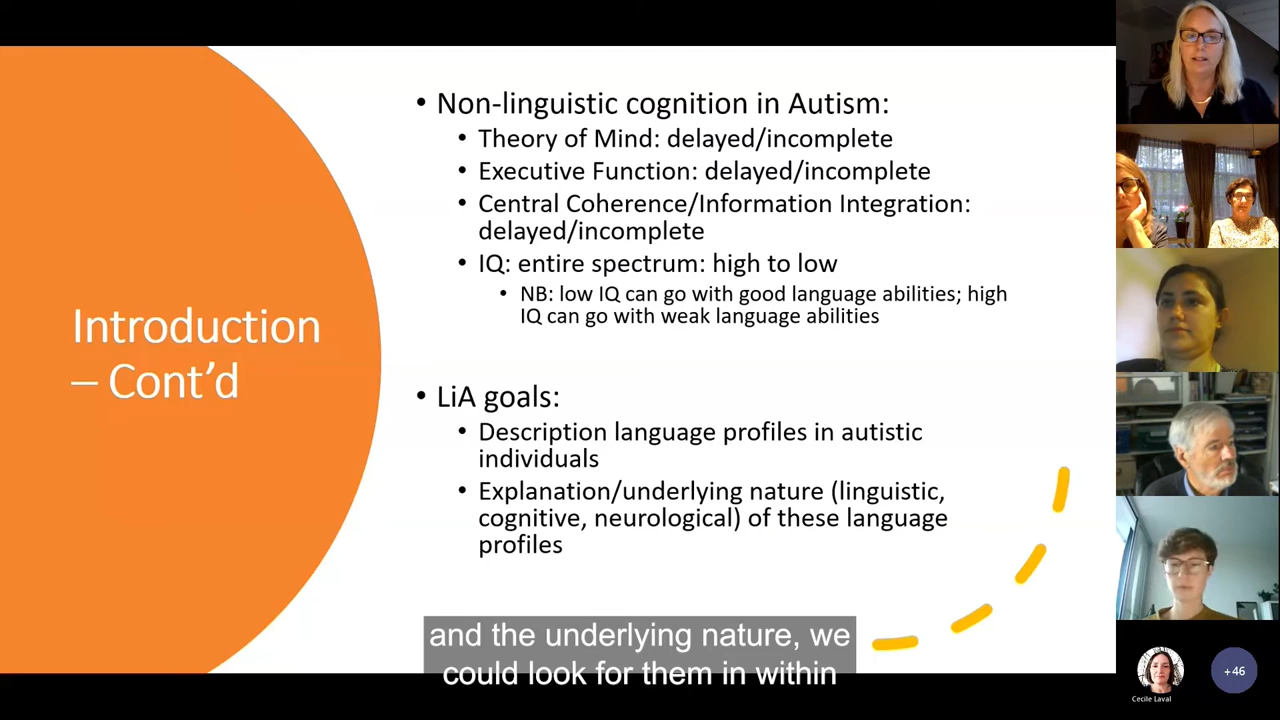 Introduction
– Cont'd
• Non-linguistic cognition in Autism:
• Theory of Mind: delayed/incomplete
• Executive Function: delayed/incomplete
• Central Coherence/Information Integration:
delayed/incomplete
• IQ: entire spectrum: high to low
• NB: low IQ can go with good language abilities; high
IQ can go with weak language abilities
• LiA goals:
• Description language profiles in autistic
individuals
• Explanation/underlying nature (linguistic,
cognitive, neurological) of these language
profiles
and the underlying nature, we
could look for them in within
+46
Cecile Laval